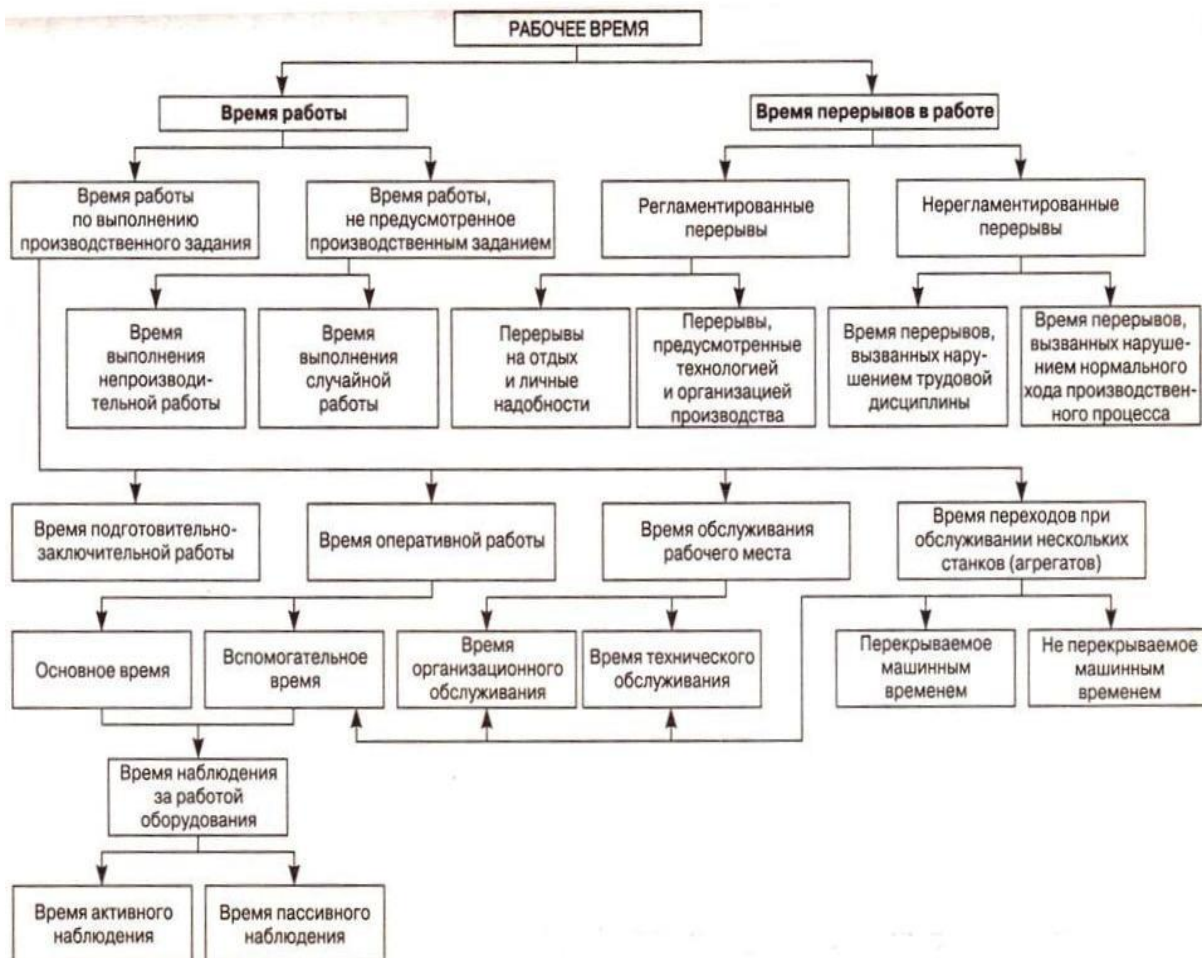 РАБОЧЕЕ ВРЕМЯ
Время работы
Время перерывов в работе
Время работы
по выполнению
производственного задания
Время работы,
не предусмотренное
производственным заданием
Регламентированные
перерывы
Нерегламентированные
перерывы
Время
выполнения
непроизводи-
тельной работы
Время
выполнения
случайной
работы
Перерывы
на отдых
и личные
надобности
Перерывы,
предусмотренные
технологией
и организацией
производства
Время перерывов,
вызванных нару-
шением трудовой
дисциплины
Время перерывов,
вызванных наруше-
нием нормального
хода производствен-
ного процесса
Время подготовительно-
заключительной работы
Время оперативной работы
Время обслуживания
рабочего места
Время переходов при
обслуживании нескольких
станков (агрегатов)
Основное время
Вспомогательное
время
Время
организационного
обслуживания
Время технического
обслуживания
Перекрываемое
машинным
временем
Не перекрываемое
машинным
временем
Время наблюдения
за работой
оборудования
Время активного
наблюдения
Время пассивного
наблюдения